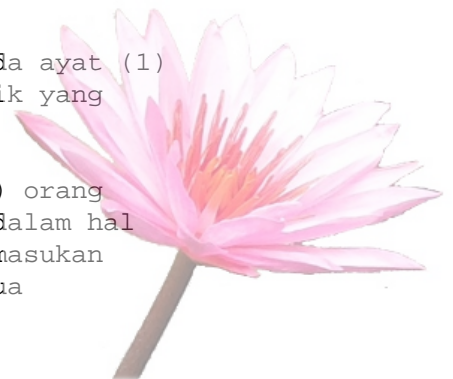 da ayat (1)
ik yang
) orang
dalam hal
masukan
ua